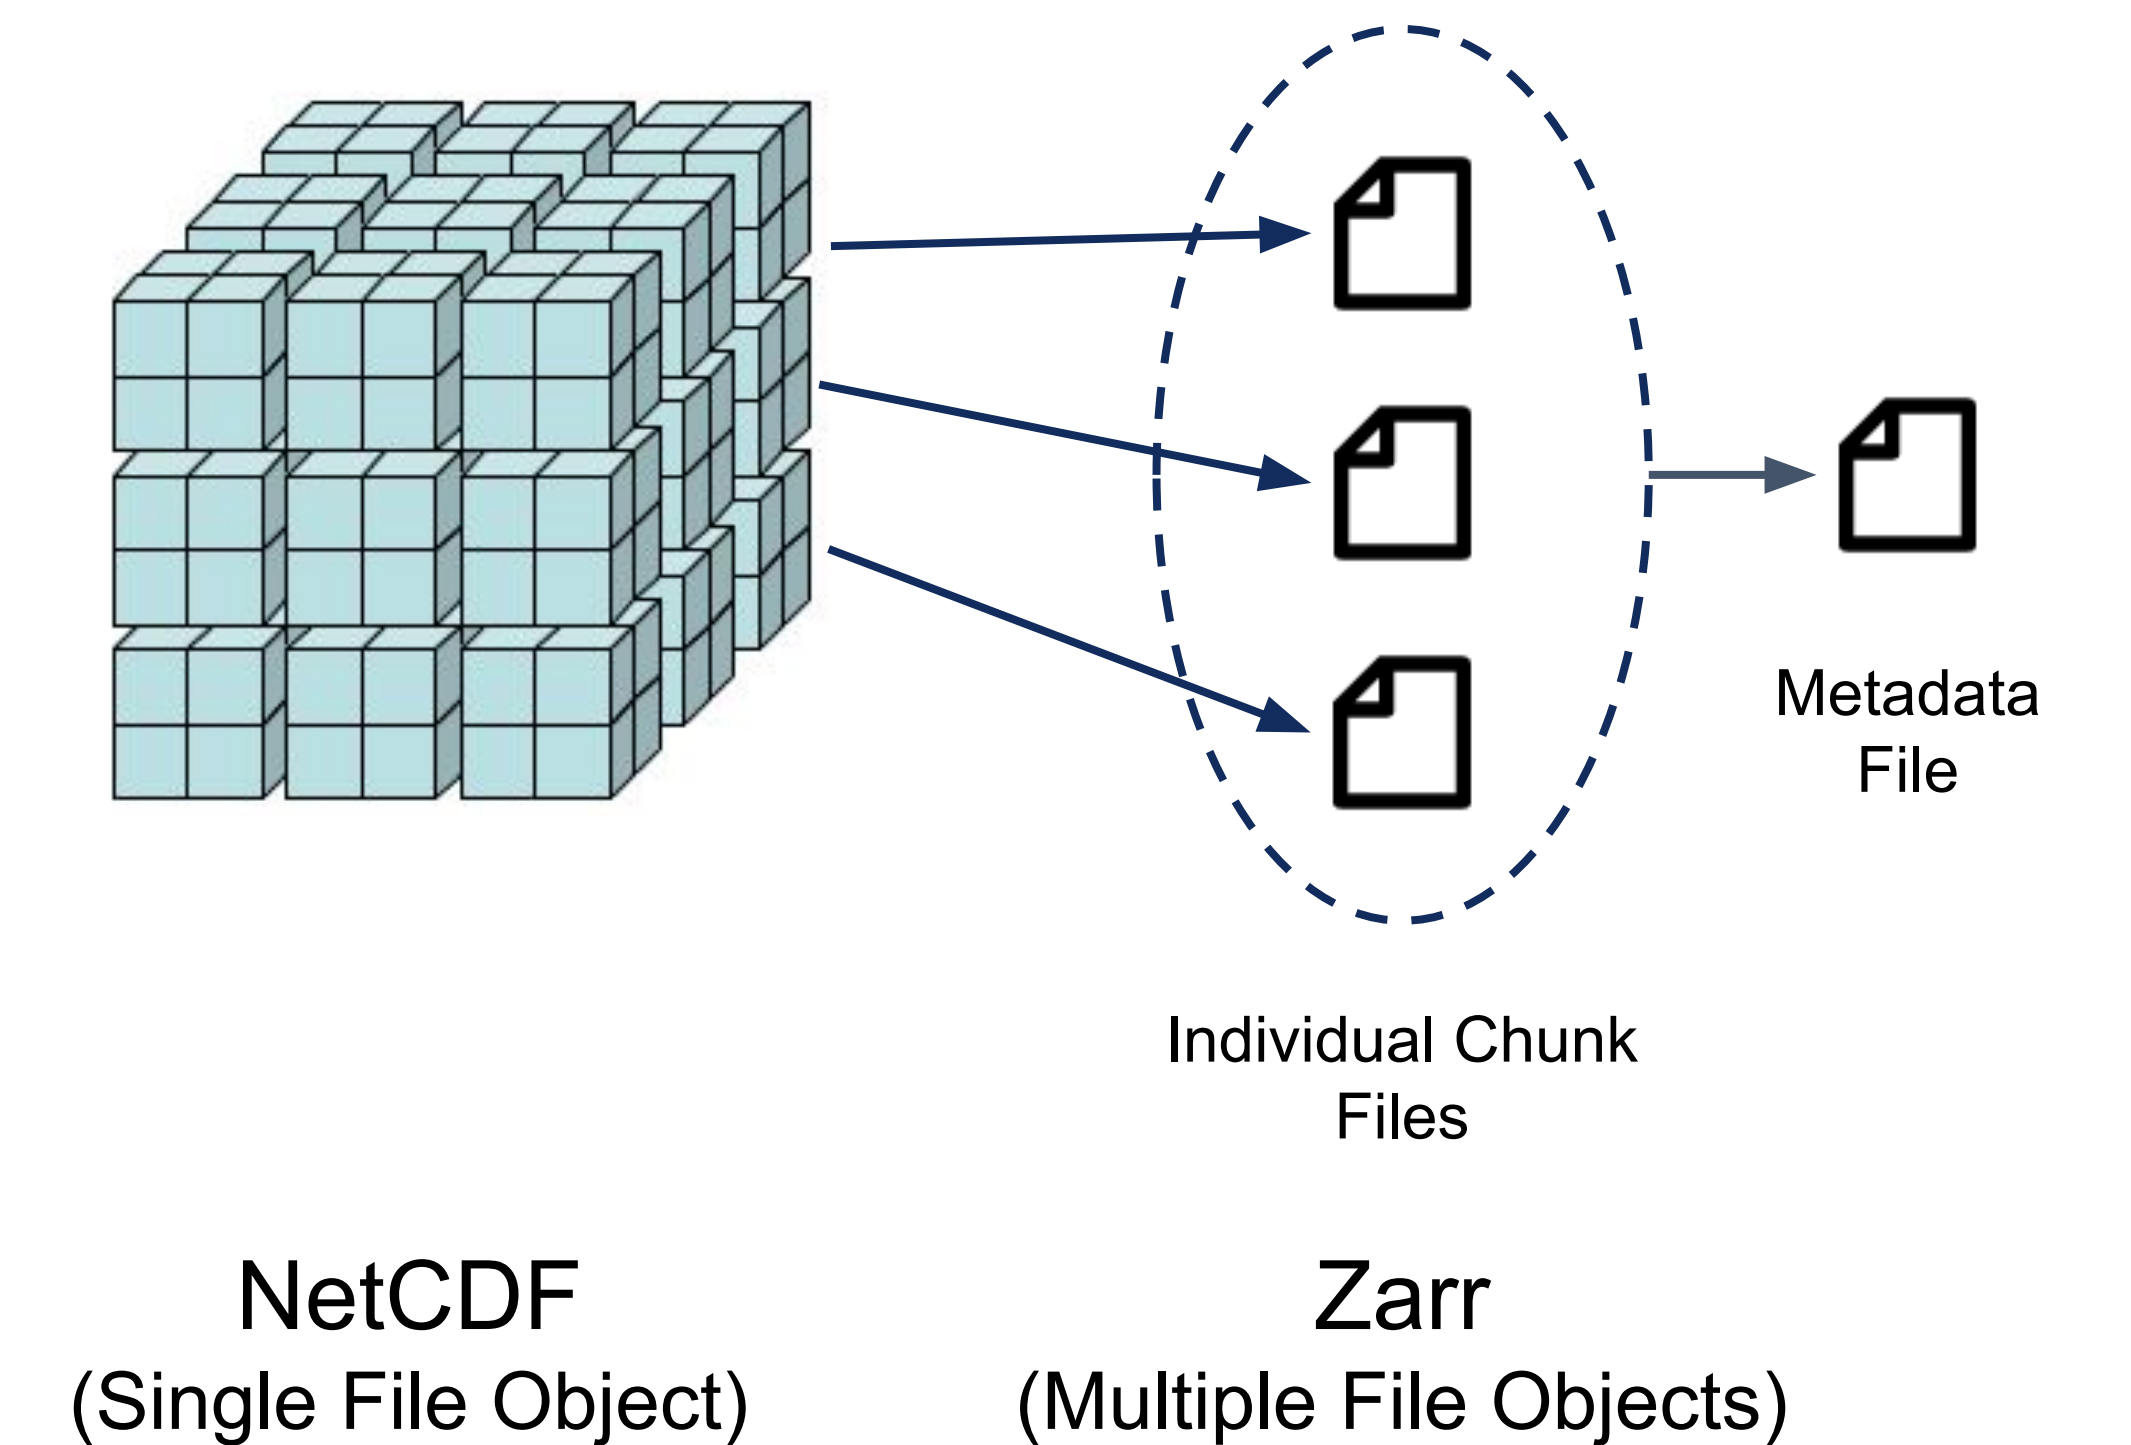 Metadata
File
Individual Chunk
Files
NetCDF
(Single File Object)
Zarr
(Multiple File Objects)